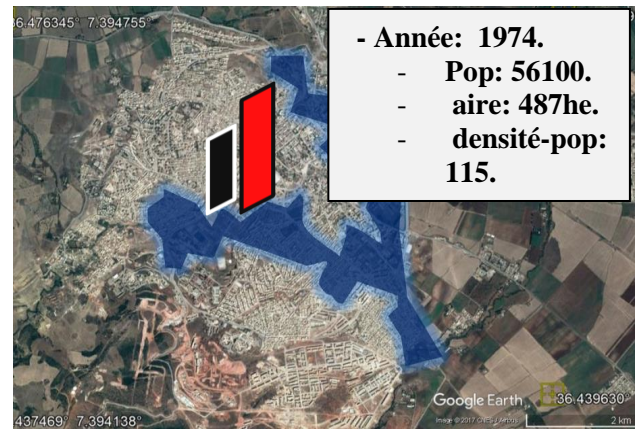 36.476345° 7.394755°
- Année: 1974.
- Pop: 56100.
- aire: 487he.
- densité-pop:
115.
Google Earth
36.439630°
437469° 7.394138°
2 km